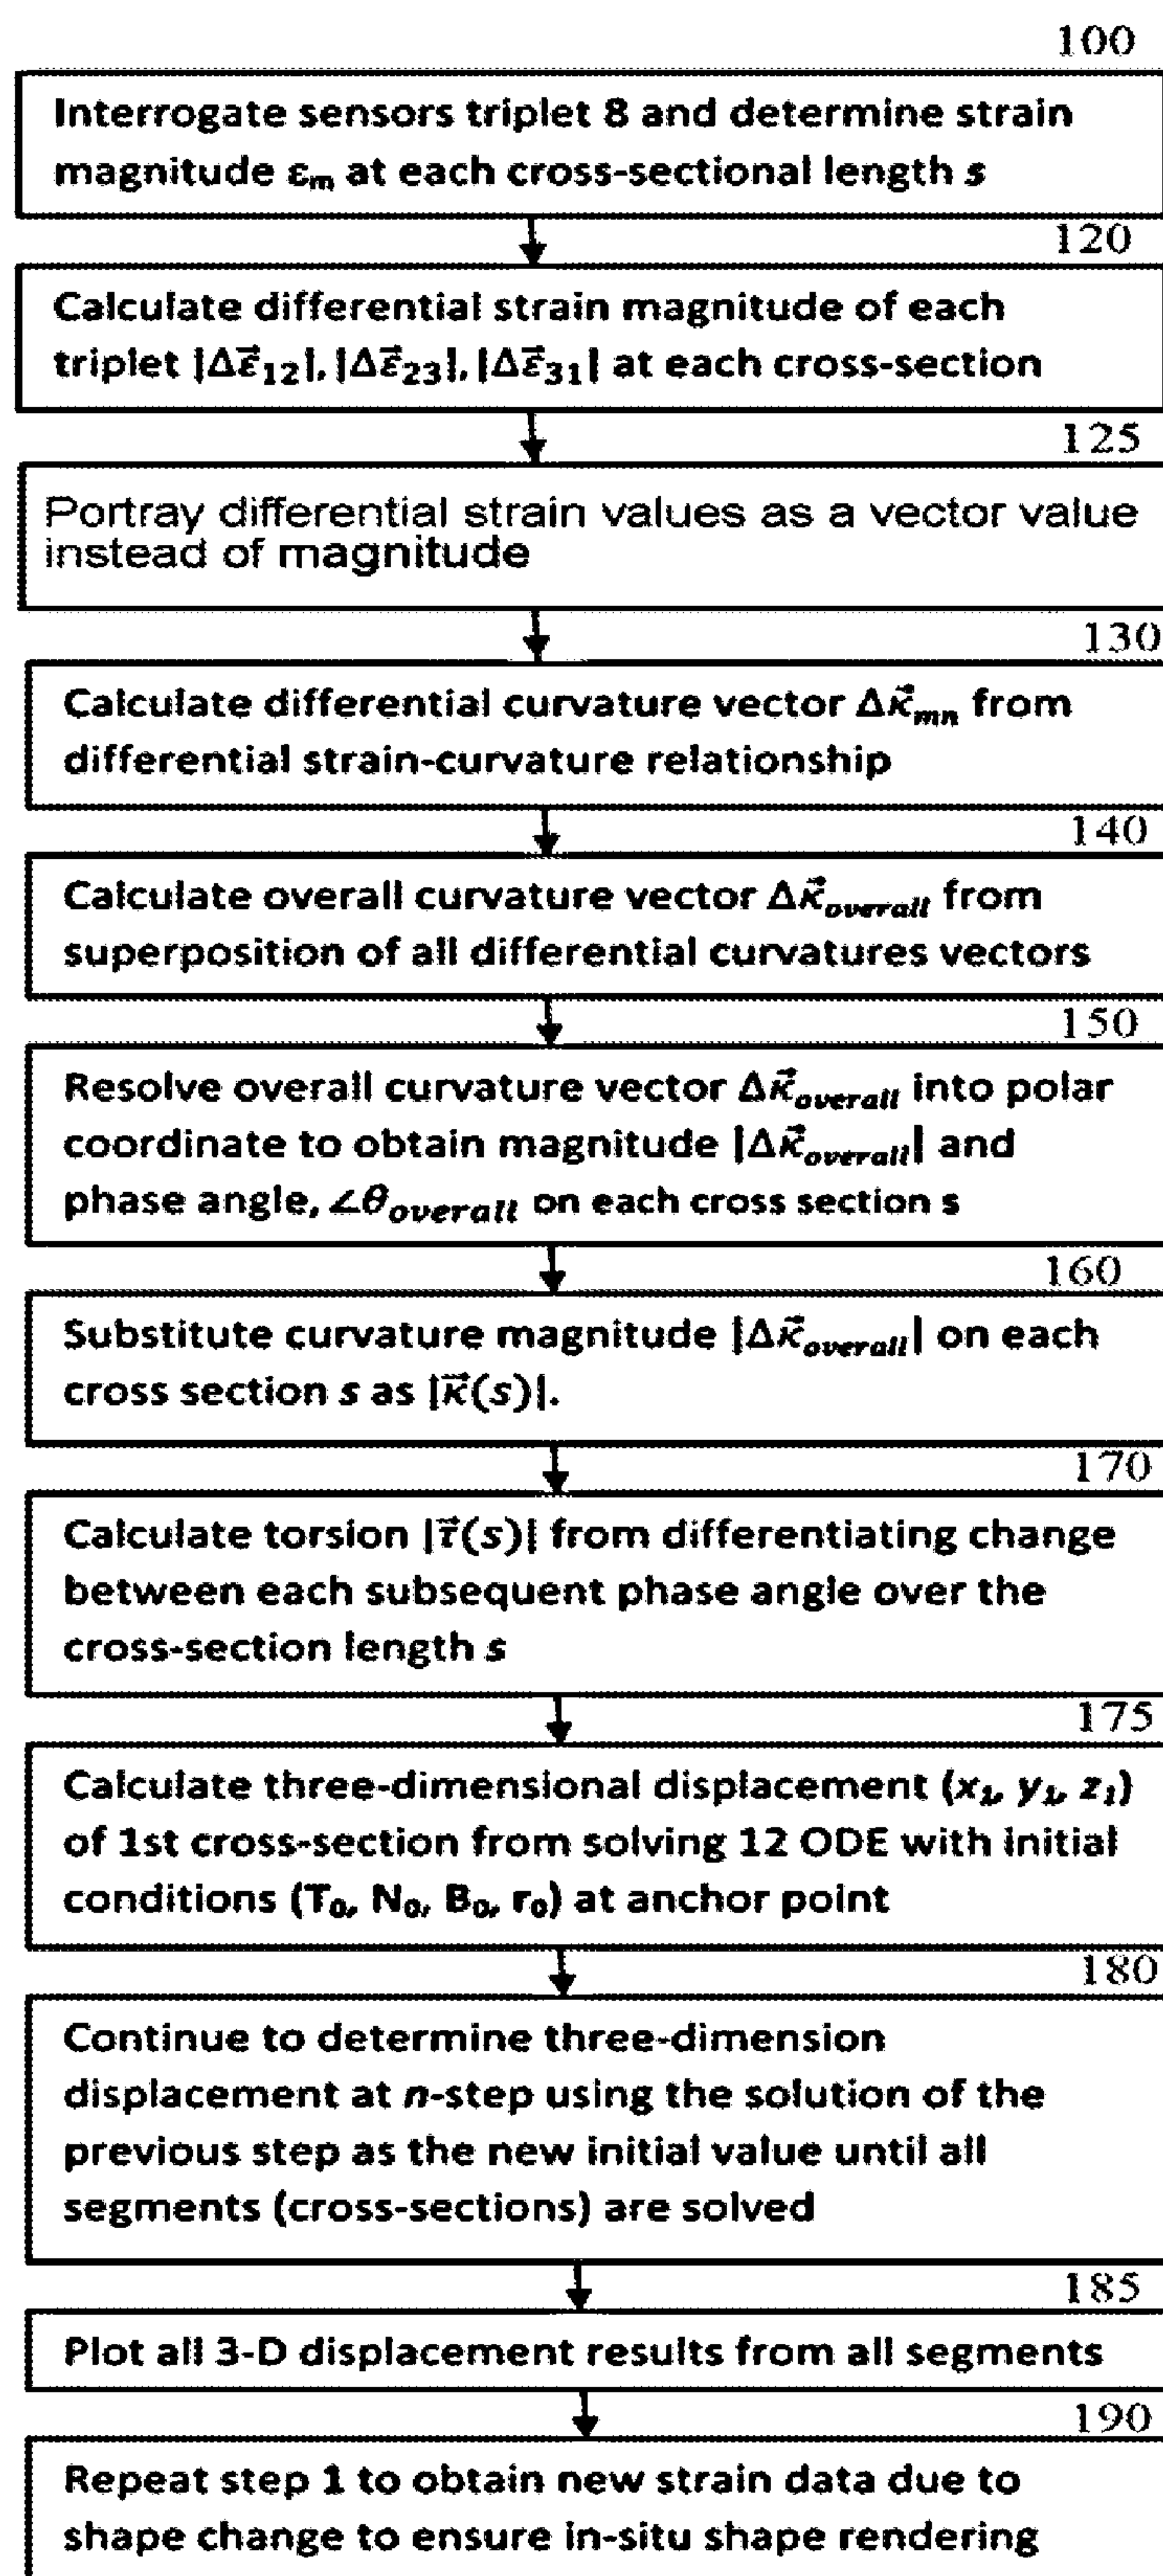 100
Interrogate sensors triplet 8 and determine strain
magnitude εₘ at each cross-sectional length s
120
Calculate differential strain magnitude of each
triplet |Δε⃗₁₂|, |Δε⃗₂₃|, |Δε⃗₃₁| at each cross-section
125
Portray differential strain values as a vector value
instead of magnitude
130
Calculate differential curvature vector Δκ⃗ₘₙ from
differential strain-curvature relationship
140
Calculate overall curvature vector Δκ⃗overall from
superposition of all differential curvatures vectors
150
Resolve overall curvature vector Δκ⃗overall into polar
coordinate to obtain magnitude |Δκ⃗overall| and
phase angle, ∠θoverall on each cross section s
160
Substitute curvature magnitude |Δκ⃗overall| on each
cross section s as |κ⃗(s)|.
170
Calculate torsion |τ⃗(s)| from differentiating change
between each subsequent phase angle over the
cross-section length s
175
Calculate three-dimensional displacement (x₁, y₁, z₁)
of 1st cross-section from solving 12 ODE with initial
conditions (T₀, N₀, B₀, r₀) at anchor point
180
Continue to determine three-dimension
displacement at n-step using the solution of the
previous step as the new initial value until all
segments (cross-sections) are solved
185
Plot all 3-D displacement results from all segments
190
Repeat step 1 to obtain new strain data due to
shape change to ensure in-situ shape rendering